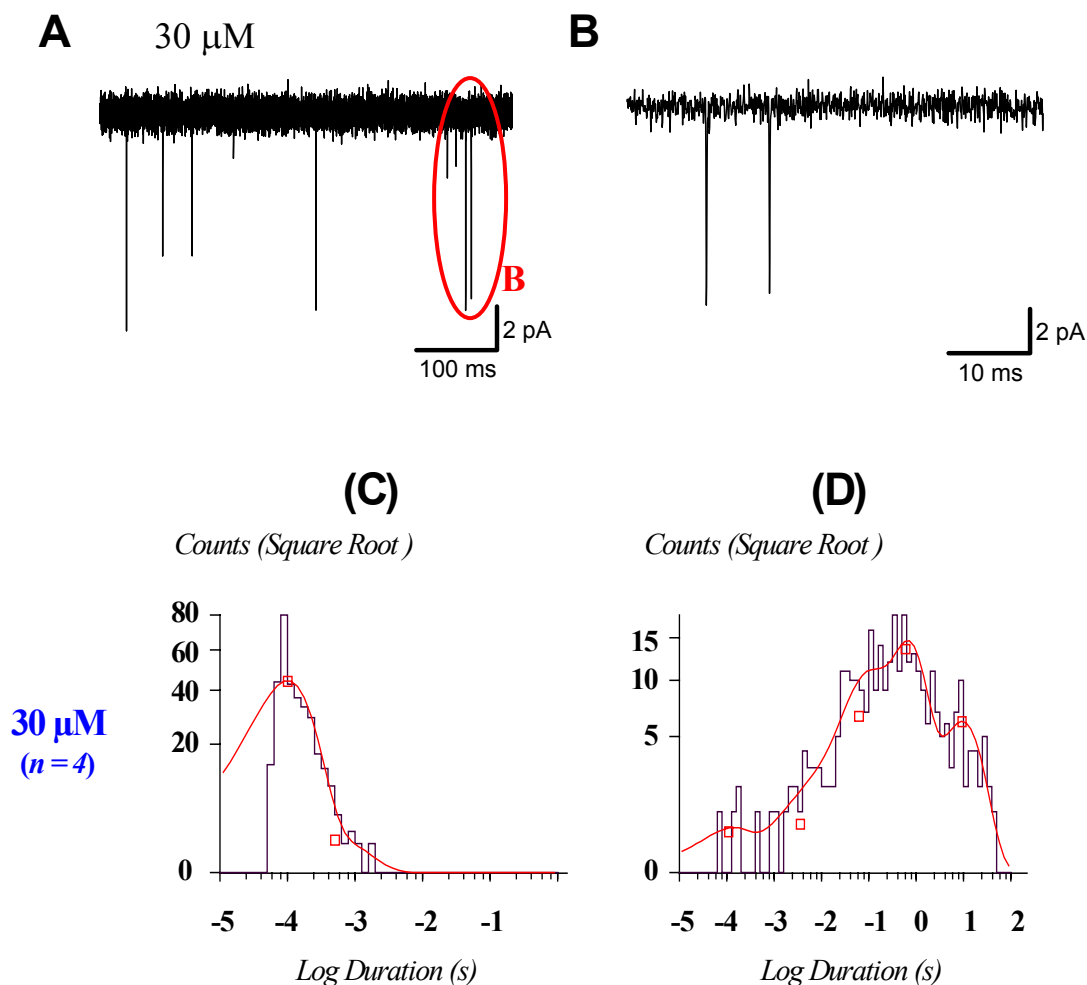 A 30 μM B
B
2 pA
100 ms
2 pA
10 ms
(C) (D)
Counts (Square Root ) Counts (Square Root )
80
60
40
20
0
15
10
5
0
30 μM
(n = 4)
-5 -4 -3 -2 -1
-5 -4 -3 -2 -1 0 1 2
Log Duration (s) Log Duration (s)